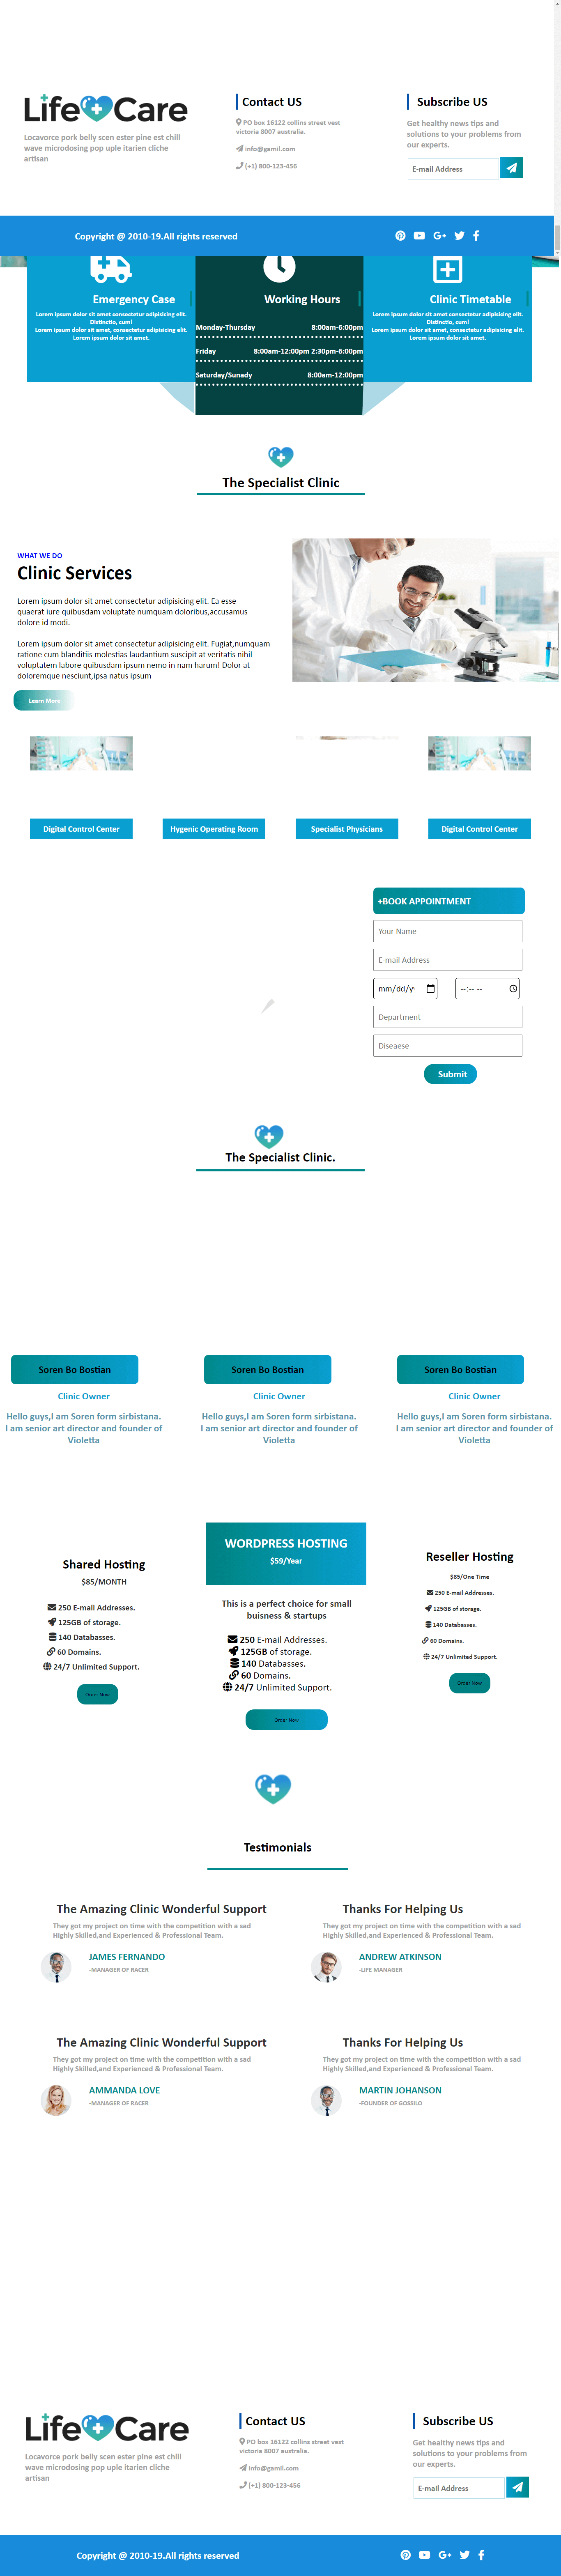 Life Care
Locavorce pork belly scen ester pine est chill
wave microdosing pop uple itarien cliche
artisan
Contact US
PO box 16122 collins street vest
victoria 8007 australia.
info@gamil.com
(+1) 800-123-456
Subscribe US
Get healthy news tips and
solutions to your problems from
our experts.
E-mail Address
Copyright @ 2010-19.All rights reserved
Emergency Case
Lorem ipsum dolor sit amet consectetur adipisicing elit.
Distinctio, cum!
Lorem ipsum dolor sit amet, consectetur adipisicing elit.
Lorem ipsum dolor sit amet.
Working Hours
Monday-Thursday 8:00am-6:00pm
Friday 8:00am-12:00pm 2:30pm-6:00pm
Saturday/Sunady 8:00am-12:00pm
Clinic Timetable
Lorem ipsum dolor sit amet consectetur adipisicing elit.
Distinctio, cum!
Lorem ipsum dolor sit amet, consectetur adipisicing elit.
Lorem ipsum dolor sit amet.
The Specialist Clinic
WHAT WE DO
Clinic Services
Lorem ipsum dolor sit amet consectetur adipisicing elit. Ea esse
quaerat iure quibusdam voluptate numquam doloribus,accusamus
dolore id modi.
Lorem ipsum dolor sit amet consectetur adipisicing elit. Fugiat,numquam
ratione cum blanditiis molestias laudantium suscipit at veritatis nihil
voluptatem labore quibusdam ipsum nemo in nam harum! Dolor at
doloremque nesciunt,ipsa natus ipsum
Learn More
Digital Control Center
Hygenic Operating Room
Specialist Physicians
Digital Control Center
+BOOK APPOINTMENT
Your Name
E-mail Address
mm/dd/y
--:-- --
Department
Diseaese
Submit
The Specialist Clinic.
Soren Bo Bostian
Clinic Owner
Hello guys,I am Soren form sirbistana.
I am senior art director and founder of
Violetta
Soren Bo Bostian
Clinic Owner
Hello guys,I am Soren form sirbistana.
I am senior art director and founder of
Violetta
Soren Bo Bostian
Clinic Owner
Hello guys,I am Soren form sirbistana.
I am senior art director and founder of
Violetta
Shared Hosting
$85/MONTH
250 E-mail Addresses.
125GB of storage.
140 Databasses.
60 Domains.
24/7 Unlimited Support.
Order Now
WORDPRESS HOSTING
$59/Year
This is a perfect choice for small
buisness & startups
250 E-mail Addresses.
125GB of storage.
140 Databasses.
60 Domains.
24/7 Unlimited Support.
Order Now
Reseller Hosting
$85/One Time
250 E-mail Addresses.
125GB of storage.
140 Databasses.
60 Domains.
24/7 Unlimited Support.
Order Now
Testimonials
The Amazing Clinic Wonderful Support
They got my project on time with the competition with a sad
Highly Skilled,and Experienced & Professional Team.
JAMES FERNANDO
-MANAGER OF RACER
Thanks For Helping Us
They got my project on time with the competition with a sad
Highly Skilled,and Experienced & Professional Team.
ANDREW ATKINSON
-LIFE MANAGER
The Amazing Clinic Wonderful Support
They got my project on time with the competition with a sad
Highly Skilled,and Experienced & Professional Team.
AMMANDA LOVE
-MANAGER OF RACER
Thanks For Helping Us
They got my project on time with the competition with a sad
Highly Skilled,and Experienced & Professional Team.
MARTIN JOHANSON
-FOUNDER OF GOSSILO
Life Care
Locavorce pork belly scen ester pine est chill
wave microdosing pop uple itarien cliche
artisan
Contact US
PO box 16122 collins street vest
victoria 8007 australia.
info@gamil.com
(+1) 800-123-456
Subscribe US
Get healthy news tips and
solutions to your problems from
our experts.
E-mail Address
Copyright @ 2010-19.All rights reserved